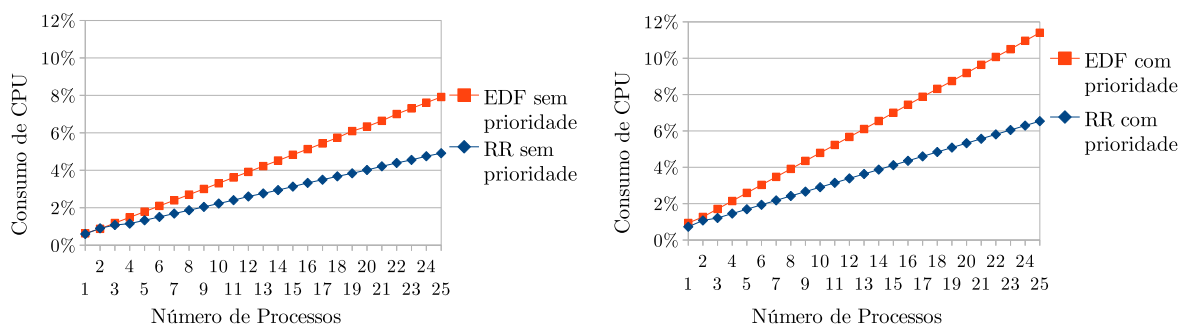 12%
10%
8%
6%
4%
2%
0%
Consumo de CPU
2 4 6 8 10 12 14 16 18 20 22 24
1 3 5 7 9 11 13 15 17 19 21 23 25
Número de Processos
EDF sem
prioridade
RR sem
prioridade
12%
10%
8%
6%
4%
2%
0%
Consumo de CPU
2 4 6 8 10 12 14 16 18 20 22 24
1 3 5 7 9 11 13 15 17 19 21 23 25
Número de Processos
EDF com
prioridade
RR com
prioridade